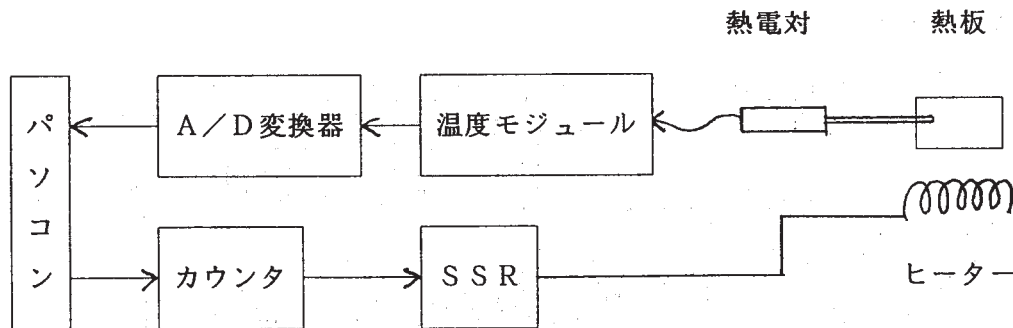 熱電対 熱板
パソコン
A／D変換器
温度モジュール
カウンタ
SSR
ヒーター